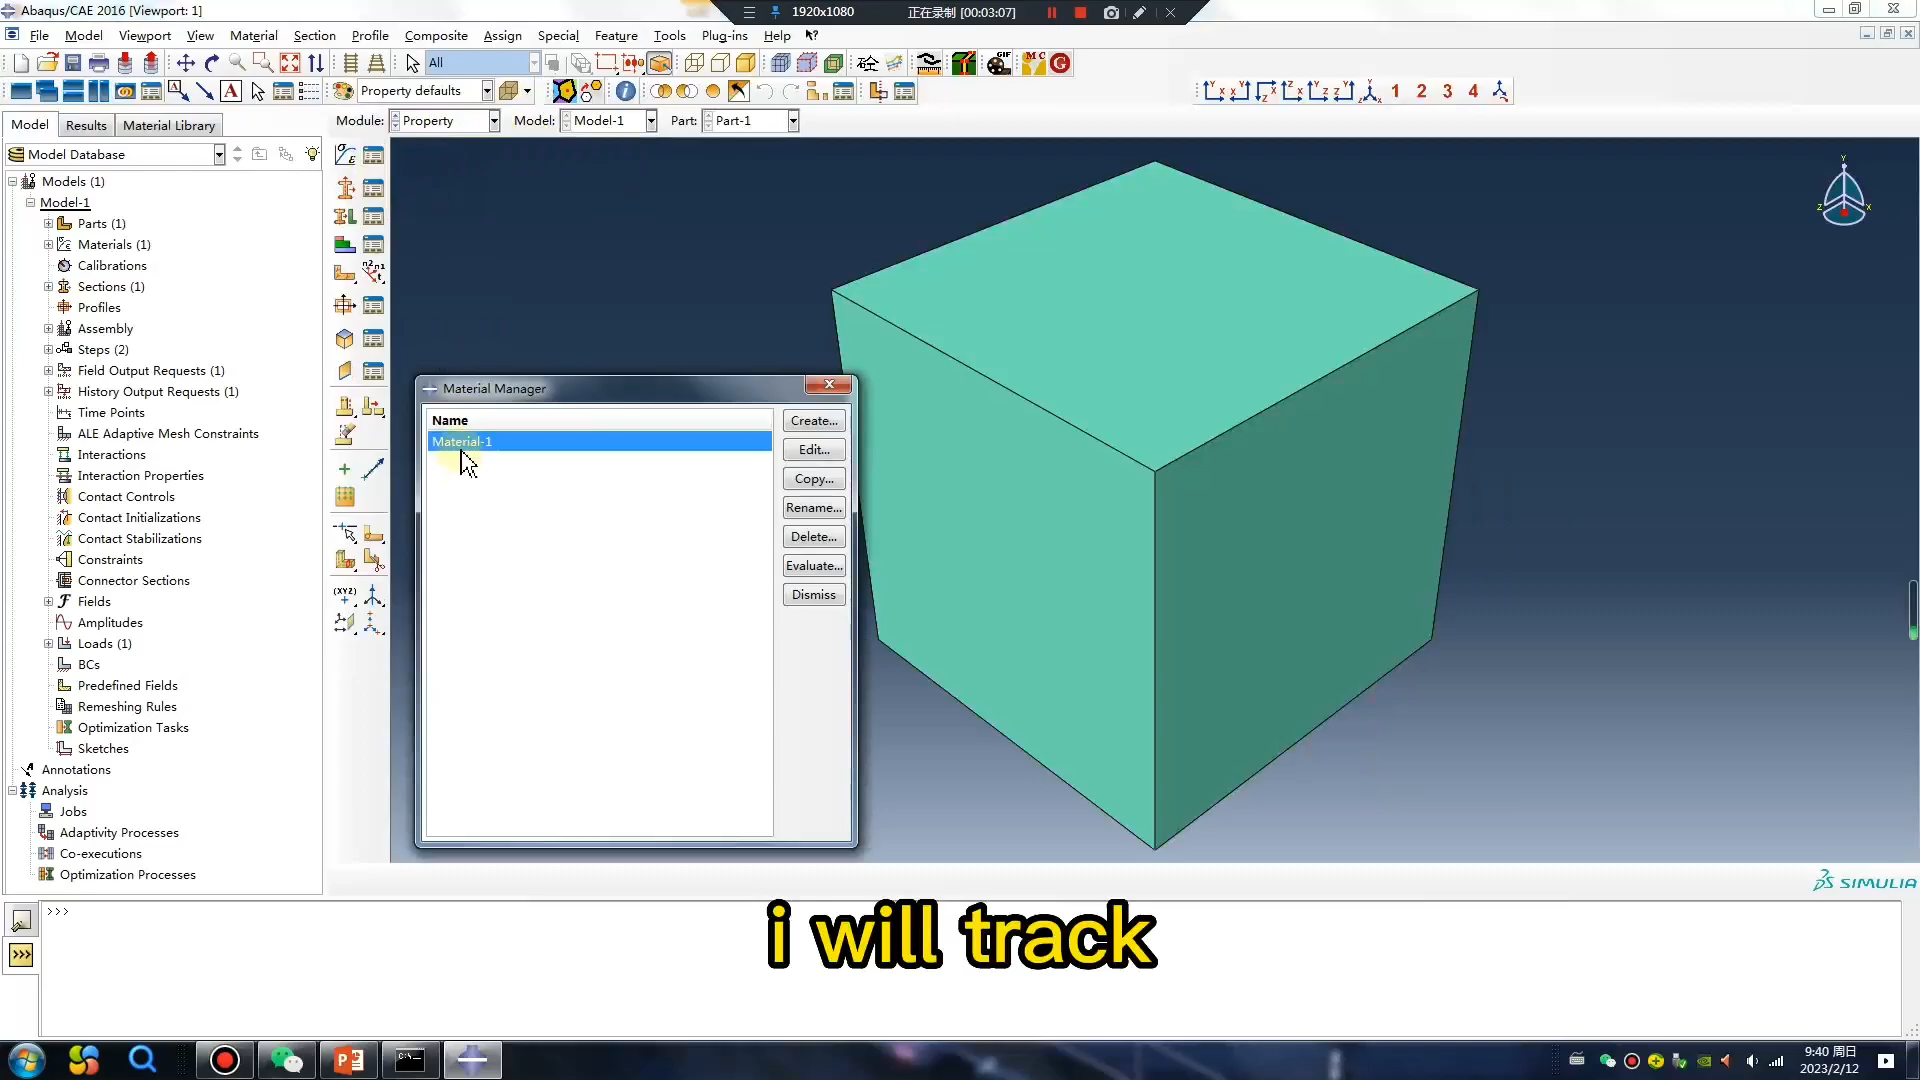 Abaqus/CAE 2016 [Viewport: 1]
1920x1080
正在录制 [00:03:07]
File Model Viewport View Material Section Profile Composite Assign Special Feature Tools Plug-ins Help
All
Property defaults
1 2 3 4
Model Results Material Library
Module: Property Model: Model-1 Part: Part-1
Model Database
Models (1)
Model-1
Parts (1)
Materials (1)
Calibrations
Sections (1)
Profiles
Assembly
Steps (2)
Field Output Requests (1)
History Output Requests (1)
Time Points
ALE Adaptive Mesh Constraints
Interactions
Interaction Properties
Contact Controls
Contact Initializations
Contact Stabilizations
Constraints
Connector Sections
Fields
Amplitudes
Loads (1)
BCs
Predefined Fields
Remeshing Rules
Optimization Tasks
Sketches
Annotations
Analysis
Jobs
Adaptivity Processes
Co-executions
Optimization Processes
Material Manager
Name
Material-1
Create...
Edit...
Copy...
Rename...
Delete...
Evaluate...
Dismiss
Y
Z X
SIMULIA
>>>
i will track
9:40 周日
2023/2/12